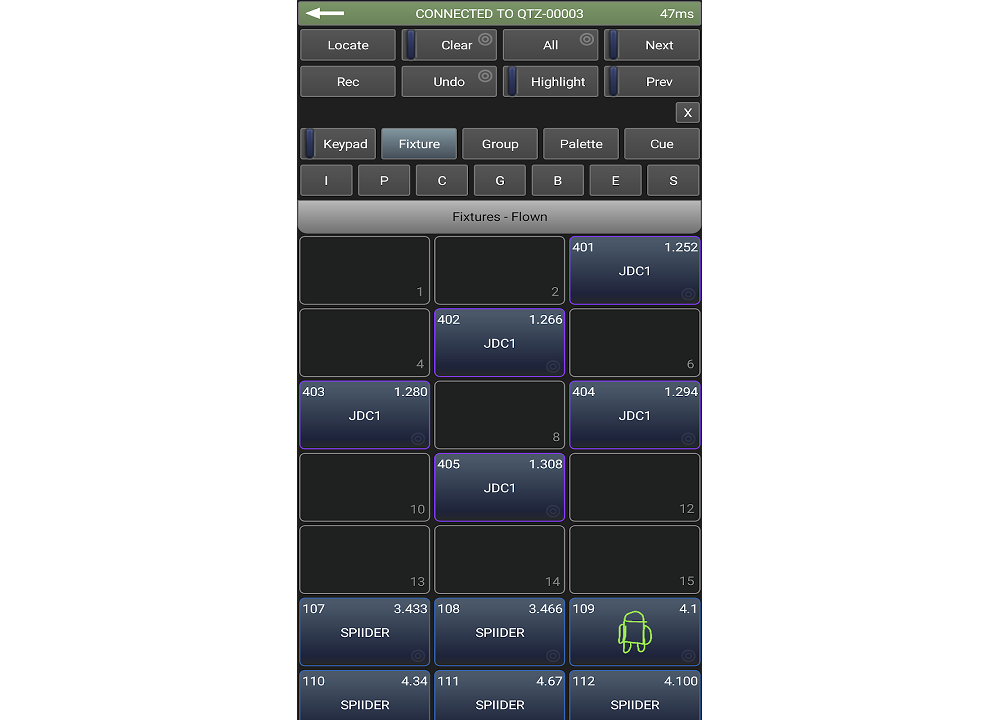 CONNECTED TO QTZ-00003 47ms
Locate Clear All Next
Rec Undo Highlight Prev
X
Keypad Fixture Group Palette Cue
I P C G B E S
Fixtures - Flown
401 1.252
JDC1
1 2
402 1.266
JDC1
4 6
403 1.280 404 1.294
JDC1 JDC1
8
405 1.308
JDC1
10 12
13 14 15
107 3.433 108 3.466 109 4.1
SPIIDER SPIIDER
110 4.34 111 4.67 112 4.100
SPIIDER SPIIDER SPIIDER